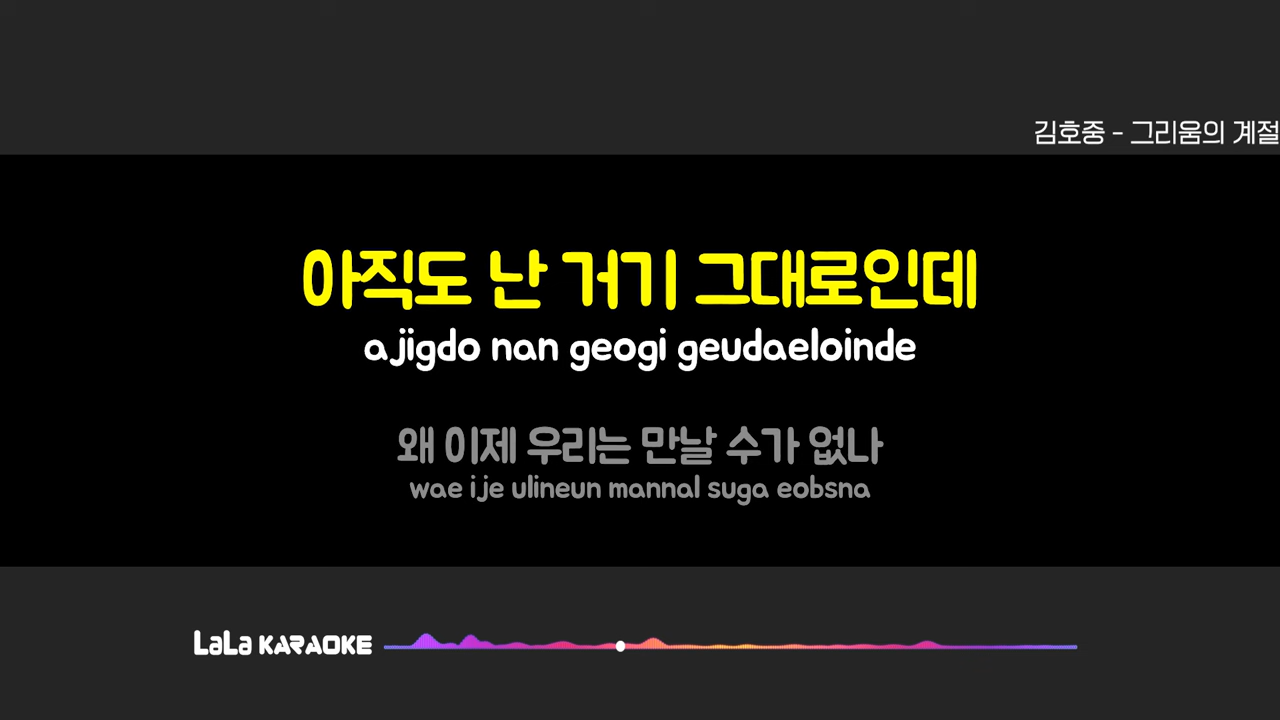 김호중 - 그리움의 계절
아직도 난 거기 그대로인데
ajigdo nan geogi geudaeloinde
왜 이제 우리는 만날 수가 없나
wae ije ulineun mannal suga eobsna
LaLa KARAOKE